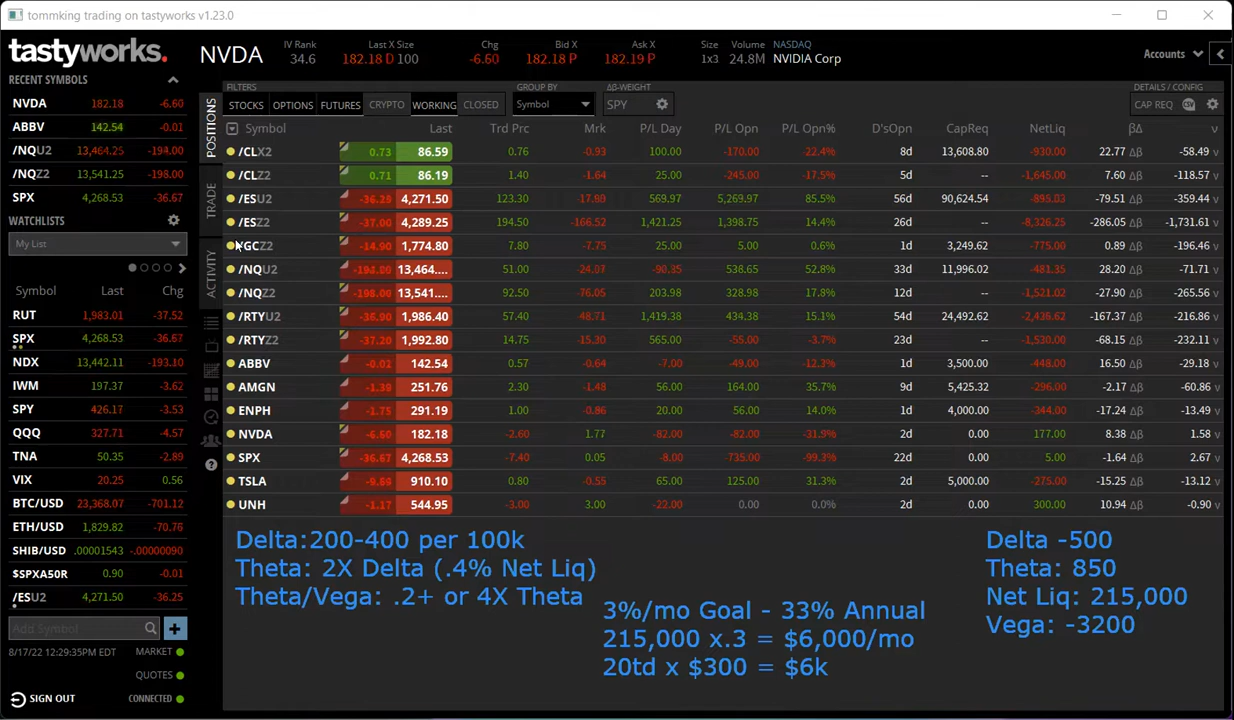 tommking trading on tastyworks v1.23.0
tastyworks. NVDA IV Rank 34.6 Last X Size 182.18 D 100 Chg -6.60 Bid X 182.18 P Ask X 182.19 P Size 1x3 Volume 24.8M NASDAQ NVIDIA Corp Accounts
RECENT SYMBOLS
NVDA 182.18 -6.60
ABBV 142.54 -0.01
/NQU2 13,464.25 -194.00
/NQZ2 13,541.25 -198.00
SPX 4,268.53 -36.67
WATCHLISTS
My List
Symbol Last Chg
RUT 1,983.01 -37.52
SPX 4,268.53 -36.67
NDX 13,442.11 -193.10
IWM 197.37 -3.62
SPY 426.17 -3.53
QQQ 327.71 -4.57
TNA 50.35 -2.89
VIX 20.25 0.56
BTC/USD 23,368.07 -701.12
ETH/USD 1,829.82 -70.76
SHIB/USD .00001543 -.00000090
$SPXA50R 0.90 -0.01
/ESU2 4,271.50 -36.25
Add Symbol
8/17/22 12:29:35PM EDT MARKET
QUOTES
SIGN OUT CONNECTED
POSITIONS
TRADE
ACTIVITY
FILTERS GROUP BY Δβ-WEIGHT DETAILS / CONFIG
STOCKS OPTIONS FUTURES CRYPTO WORKING CLOSED Symbol SPY CAP REQ
Symbol Last Trd Prc Mrk P/L Day P/L Opn P/L Opn% D'sOpn CapReq NetLiq βΔ ν
/CLX2 0.73 86.59 0.76 -0.93 100.00 -170.00 -22.4% 8d 13,608.80 -930.00 22.77 Δβ -58.49 ν
/CLZ2 0.71 86.19 1.40 -1.64 25.00 -245.00 -17.5% 5d -- -1,645.00 7.60 Δβ -118.57 ν
/ESU2 -36.25 4,271.50 123.30 -17.90 569.97 5,269.97 85.5% 56d 90,624.54 -895.03 -79.51 Δβ -359.44 ν
/ESZ2 -37.00 4,289.25 194.50 -166.52 1,421.25 1,398.75 14.4% 26d -- -8,326.25 -286.05 Δβ -1,731.61 ν
/GCZ2 -14.90 1,774.80 7.80 -7.75 25.00 5.00 0.6% 1d 3,249.62 -775.00 0.89 Δβ -196.46 ν
/NQU2 -194.00 13,464.... 51.00 -24.07 -90.35 538.65 52.8% 33d 11,996.02 -481.35 28.20 Δβ -71.71 ν
/NQZ2 -198.00 13,541.... 92.50 -76.05 203.98 328.98 17.8% 12d -- -1,521.02 -27.90 Δβ -265.56 ν
/RTYU2 -36.90 1,986.40 57.40 -48.71 1,419.38 434.38 15.1% 54d 24,492.62 -2,436.62 -167.37 Δβ -216.86 ν
/RTYZ2 -37.20 1,992.80 14.75 -15.30 565.00 -55.00 -3.7% 23d -- -1,530.00 -68.15 Δβ -232.11 ν
ABBV -0.01 142.54 0.57 -0.64 -7.00 -49.00 -12.3% 1d 3,500.00 -448.00 16.50 Δβ -29.18 ν
AMGN -1.39 251.76 2.30 -1.48 56.00 164.00 35.7% 9d 5,425.32 -296.00 -2.17 Δβ -60.86 ν
ENPH -1.75 291.19 1.00 -0.86 20.00 56.00 14.0% 1d 4,000.00 -344.00 -17.24 Δβ -13.49 ν
NVDA -6.60 182.18 -2.60 1.77 -82.00 -82.00 -31.9% 2d 0.00 177.00 8.38 Δβ 1.58 ν
SPX -36.67 4,268.53 -7.40 0.05 -8.00 -735.00 -99.3% 22d 0.00 5.00 -1.64 Δβ 2.67 ν
TSLA 910.10 0.80 -0.55 65.00 125.00 31.3% 2d 5,000.00 -275.00 -15.25 Δβ -13.12 ν
UNH -1.17 544.95 -3.00 3.00 -22.00 0.00 0.0% 2d 0.00 300.00 10.94 Δβ -0.90 ν
Delta:200-400 per 100k
Theta: 2X Delta (.4% Net Liq)
Theta/Vega: .2+ or 4X Theta
3%/mo Goal - 33% Annual
215,000 x.3 = $6,000/mo
20td x $300 = $6k
Delta -500
Theta: 850
Net Liq: 215,000
Vega: -3200